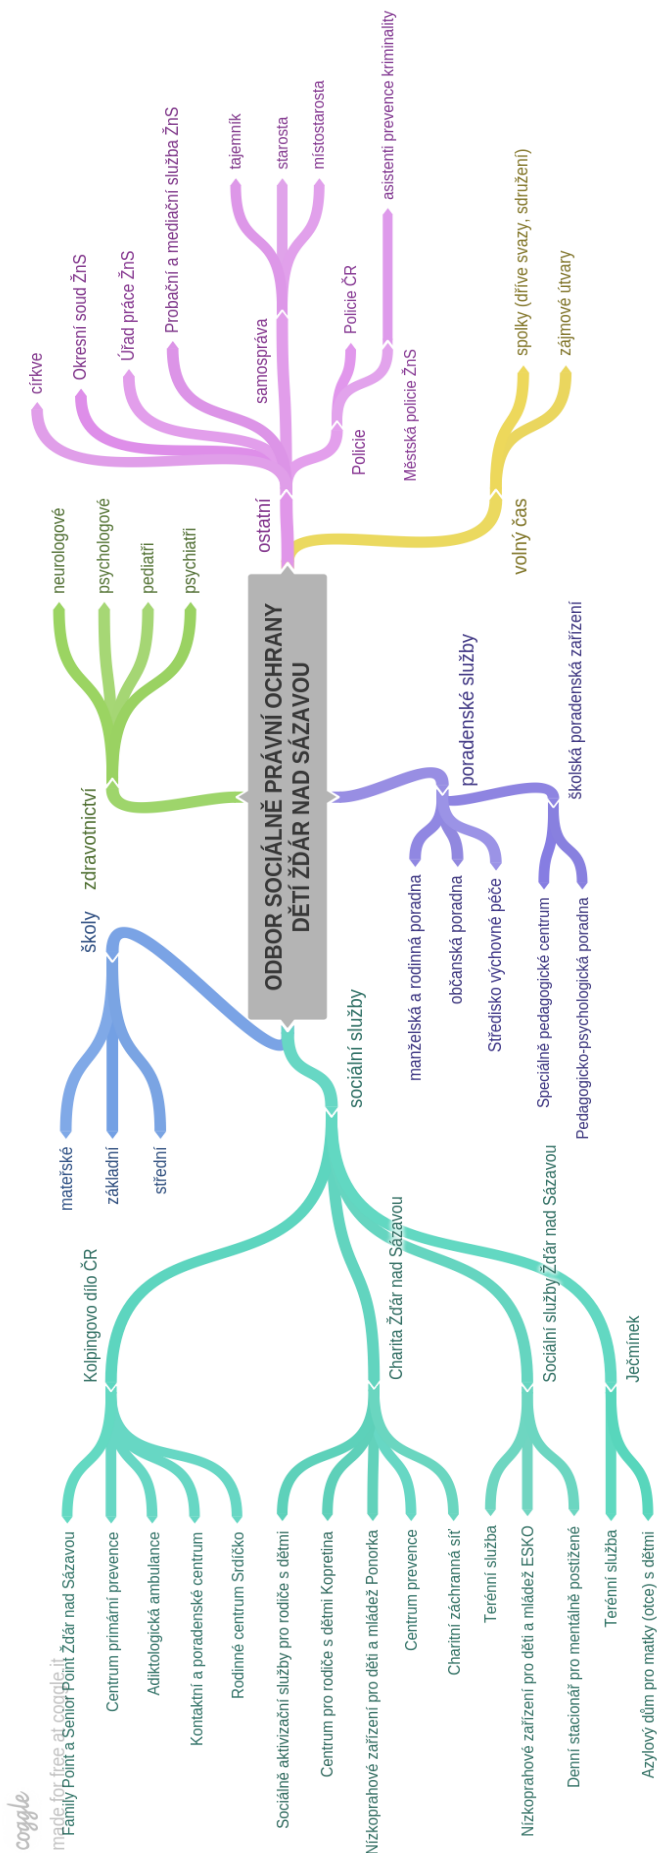 ODBOR SOCIÁLNĚ PRÁVNÍ OCHRANY
DĚTÍ ŽĎÁR NAD SÁZAVOU
sociální služby
Kolpingovo dílo ČR
Family Point a Senior Point Žďár nad Sázavou
Centrum primární prevence
Adiktologická ambulance
Kontaktní a poradenské centrum
Rodinné centrum Srdíčko
Charita Žďár nad Sázavou
Sociálně aktivizační služby pro rodiče s dětmi
Centrum pro rodiče s dětmi Kopretina
Nízkoprahové zařízení pro děti a mládež Ponorka
Centrum prevence
Charitní záchranná síť
Sociální služby Žďár nad Sázavou
Terénní služba
Nízkoprahové zařízení pro děti a mládež ESKO
Denní stacionář pro mentálně postižené
Ječmínek
Terénní služba
Azylový dům pro matky (otce) s dětmi
školy
mateřské
základní
střední
zdravotnictví
neurologové
psychologové
pediatři
psychiatři
poradenské služby
manželská a rodinná poradna
občanská poradna
Středisko výchovné péče
školská poradenská zařízení
Speciálně pedagogické centrum
Pedagogicko-psychologická poradna
ostatní
církve
Okresní soud ŽnS
Úřad práce ŽnS
Probační a mediační služba ŽnS
samospráva
tajemník
starosta
místostarosta
Policie
Policie ČR
Městská policie ŽnS
asistenti prevence kriminality
volný čas
spolky (dříve svazy, sdružení)
zájmové útvary
coggle
made for free at coggle.it